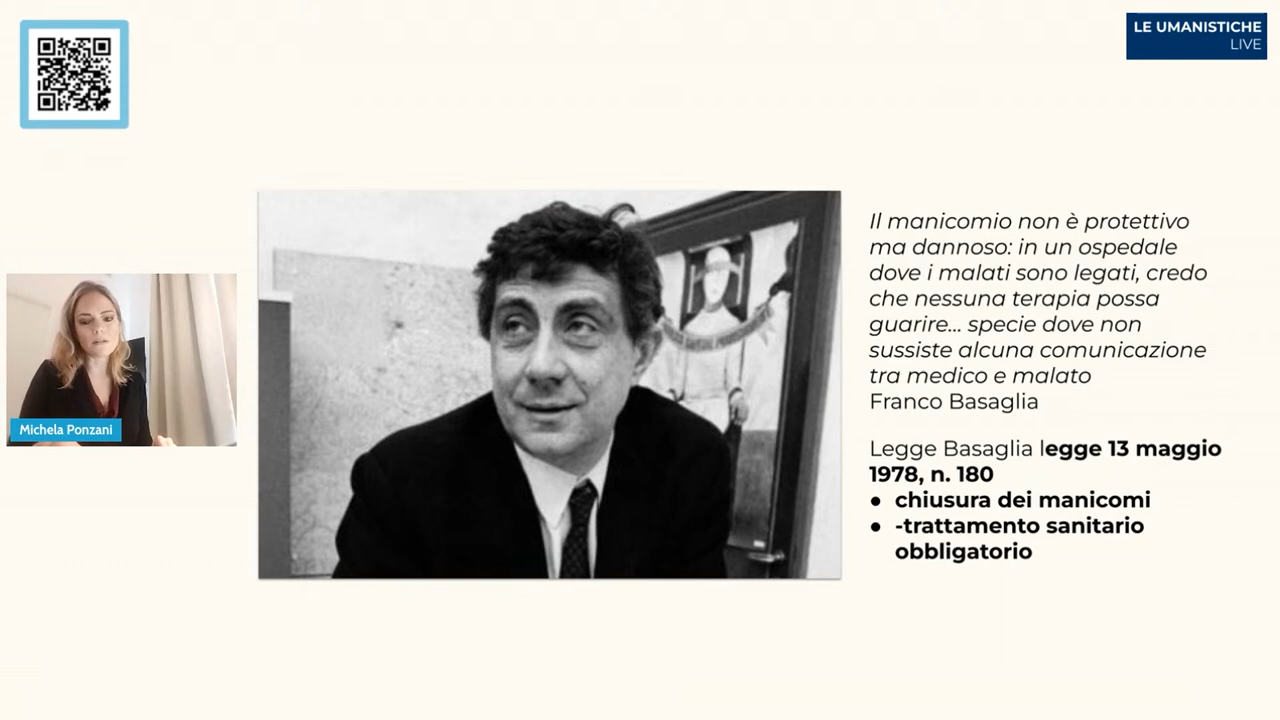 LE UMANISTICHE
LIVE
Il manicomio non è protettivo
ma dannoso: in un ospedale
dove i malati sono legati, credo
che nessuna terapia possa
guarire... specie dove non
sussiste alcuna comunicazione
tra medico e malato
Franco Basaglia
Legge Basaglia legge 13 maggio
1978, n. 180
● chiusura dei manicomi
● -trattamento sanitario
obbligatorio
Michela Ponzani